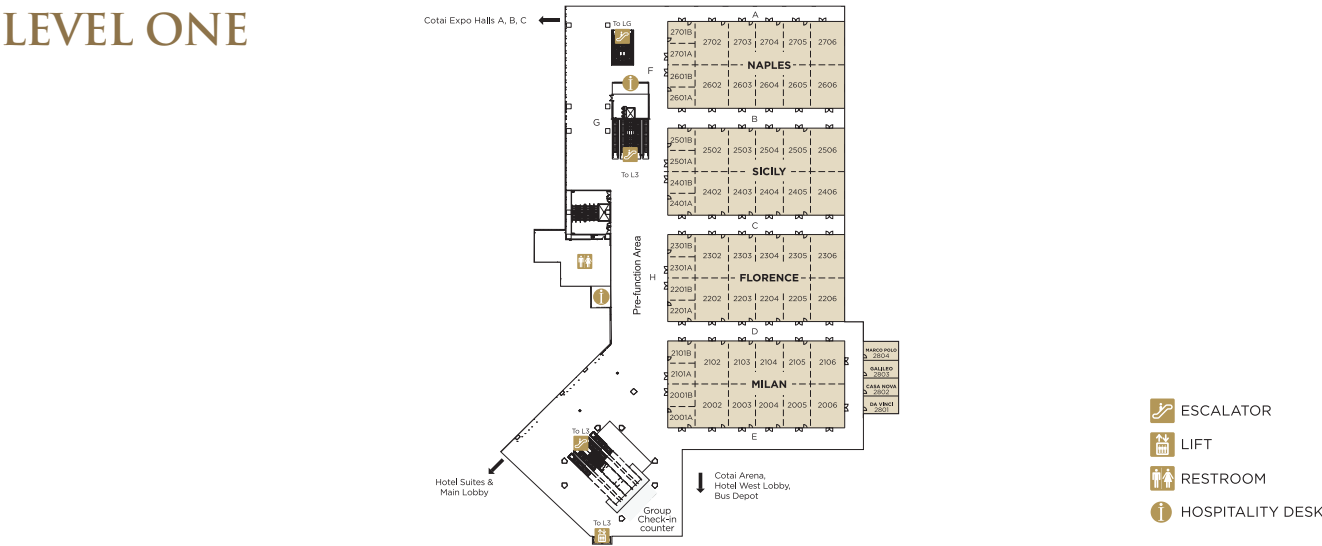 LEVEL ONE
Cotai Expo Halls A, B, C
To LG
A
2701B
2702
2703
2704
2705
2706
2701A
NAPLES
F
2601B
2602
2603
2604
2605
2606
2601A
G
B
2501B
2502
2503
2504
2505
2506
2501A
SICILY
To L3
2401B
2402
2403
2404
2405
2406
2401A
C
Pre-function Area
2301B
2302
2303
2304
2305
2306
2301A
H
FLORENCE
2201B
2202
2203
2204
2205
2206
2201A
D
2101B
2102
2103
2104
2105
2106
2101A
MILAN
2001B
2002
2003
2004
2005
2006
2001A
MARCO POLO
2804
GALILEO
2803
CASA NOVA
2802
DA VINCI
2801
E
To L3
Hotel Suites &
Main Lobby
Cotai Arena,
Hotel West Lobby,
Bus Depot
Group
Check-in
counter
To L3
ESCALATOR
LIFT
RESTROOM
HOSPITALITY DESK